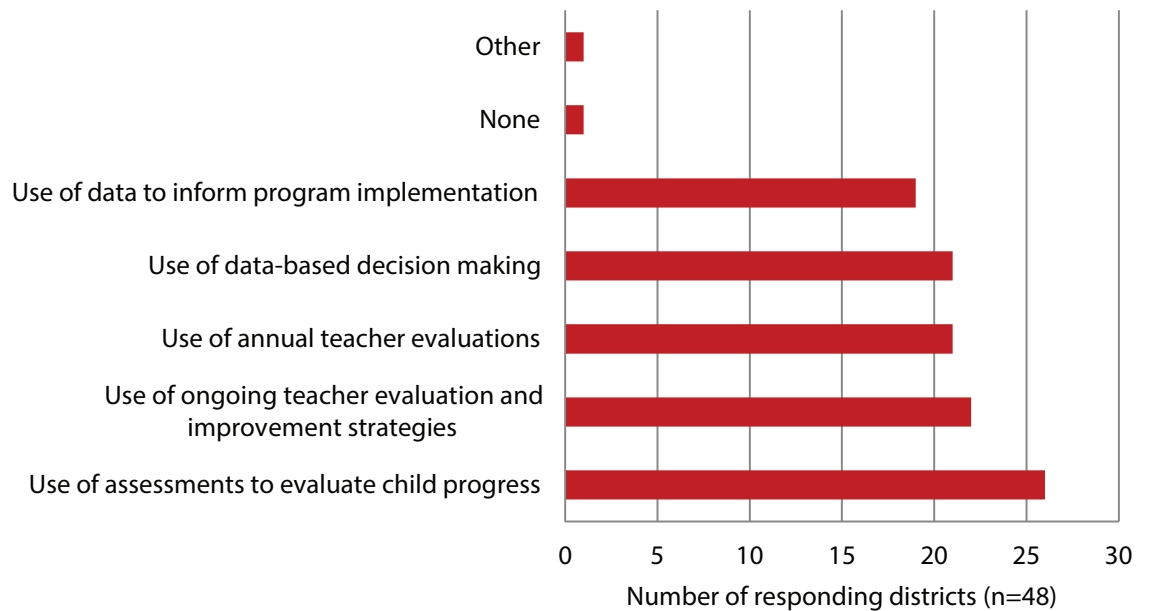 Other
None
Use of data to inform program implementation
Use of data-based decision making
Use of annual teacher evaluations
Use of ongoing teacher evaluation and
improvement strategies
Use of assessments to evaluate child progress
0 5 10 15 20 25 30
Number of responding districts (n=48)